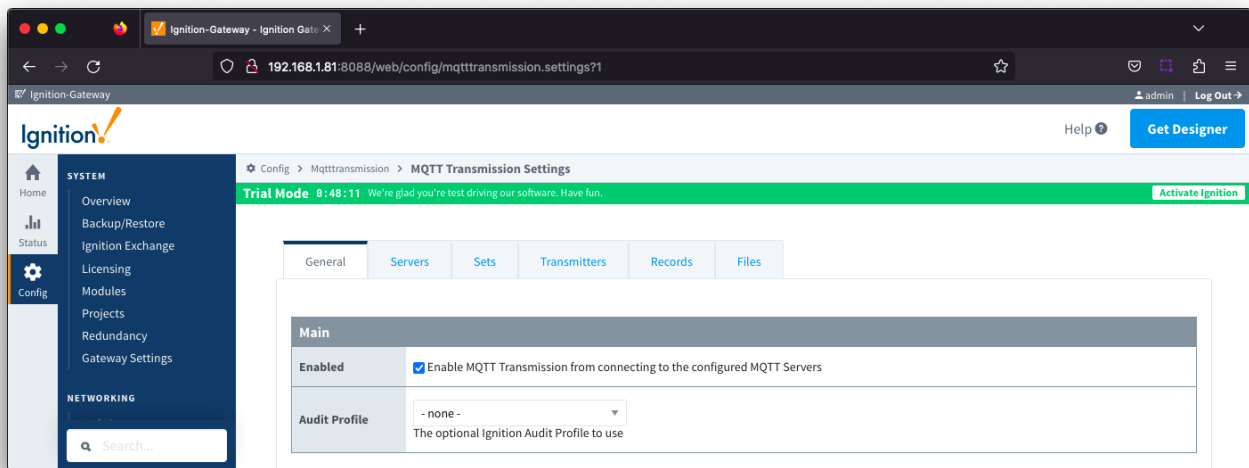 Ignition-Gateway - Ignition Gate
192.168.1.81:8088/web/config/mqtttransmission.settings?1
Ignition-Gateway
admin | Log Out
Ignition!
Help
Get Designer
Home
Status
Config
SYSTEM
Overview
Backup/Restore
Ignition Exchange
Licensing
Modules
Projects
Redundancy
Gateway Settings
NETWORKING
Search...
Config > Mqtttransmission > MQTT Transmission Settings
Trial Mode 0:48:11 We're glad you're test driving our software. Have fun.
Activate Ignition
General Servers Sets Transmitters Records Files
Main
Enabled
Enable MQTT Transmission from connecting to the configured MQTT Servers
Audit Profile
- none -
The optional Ignition Audit Profile to use